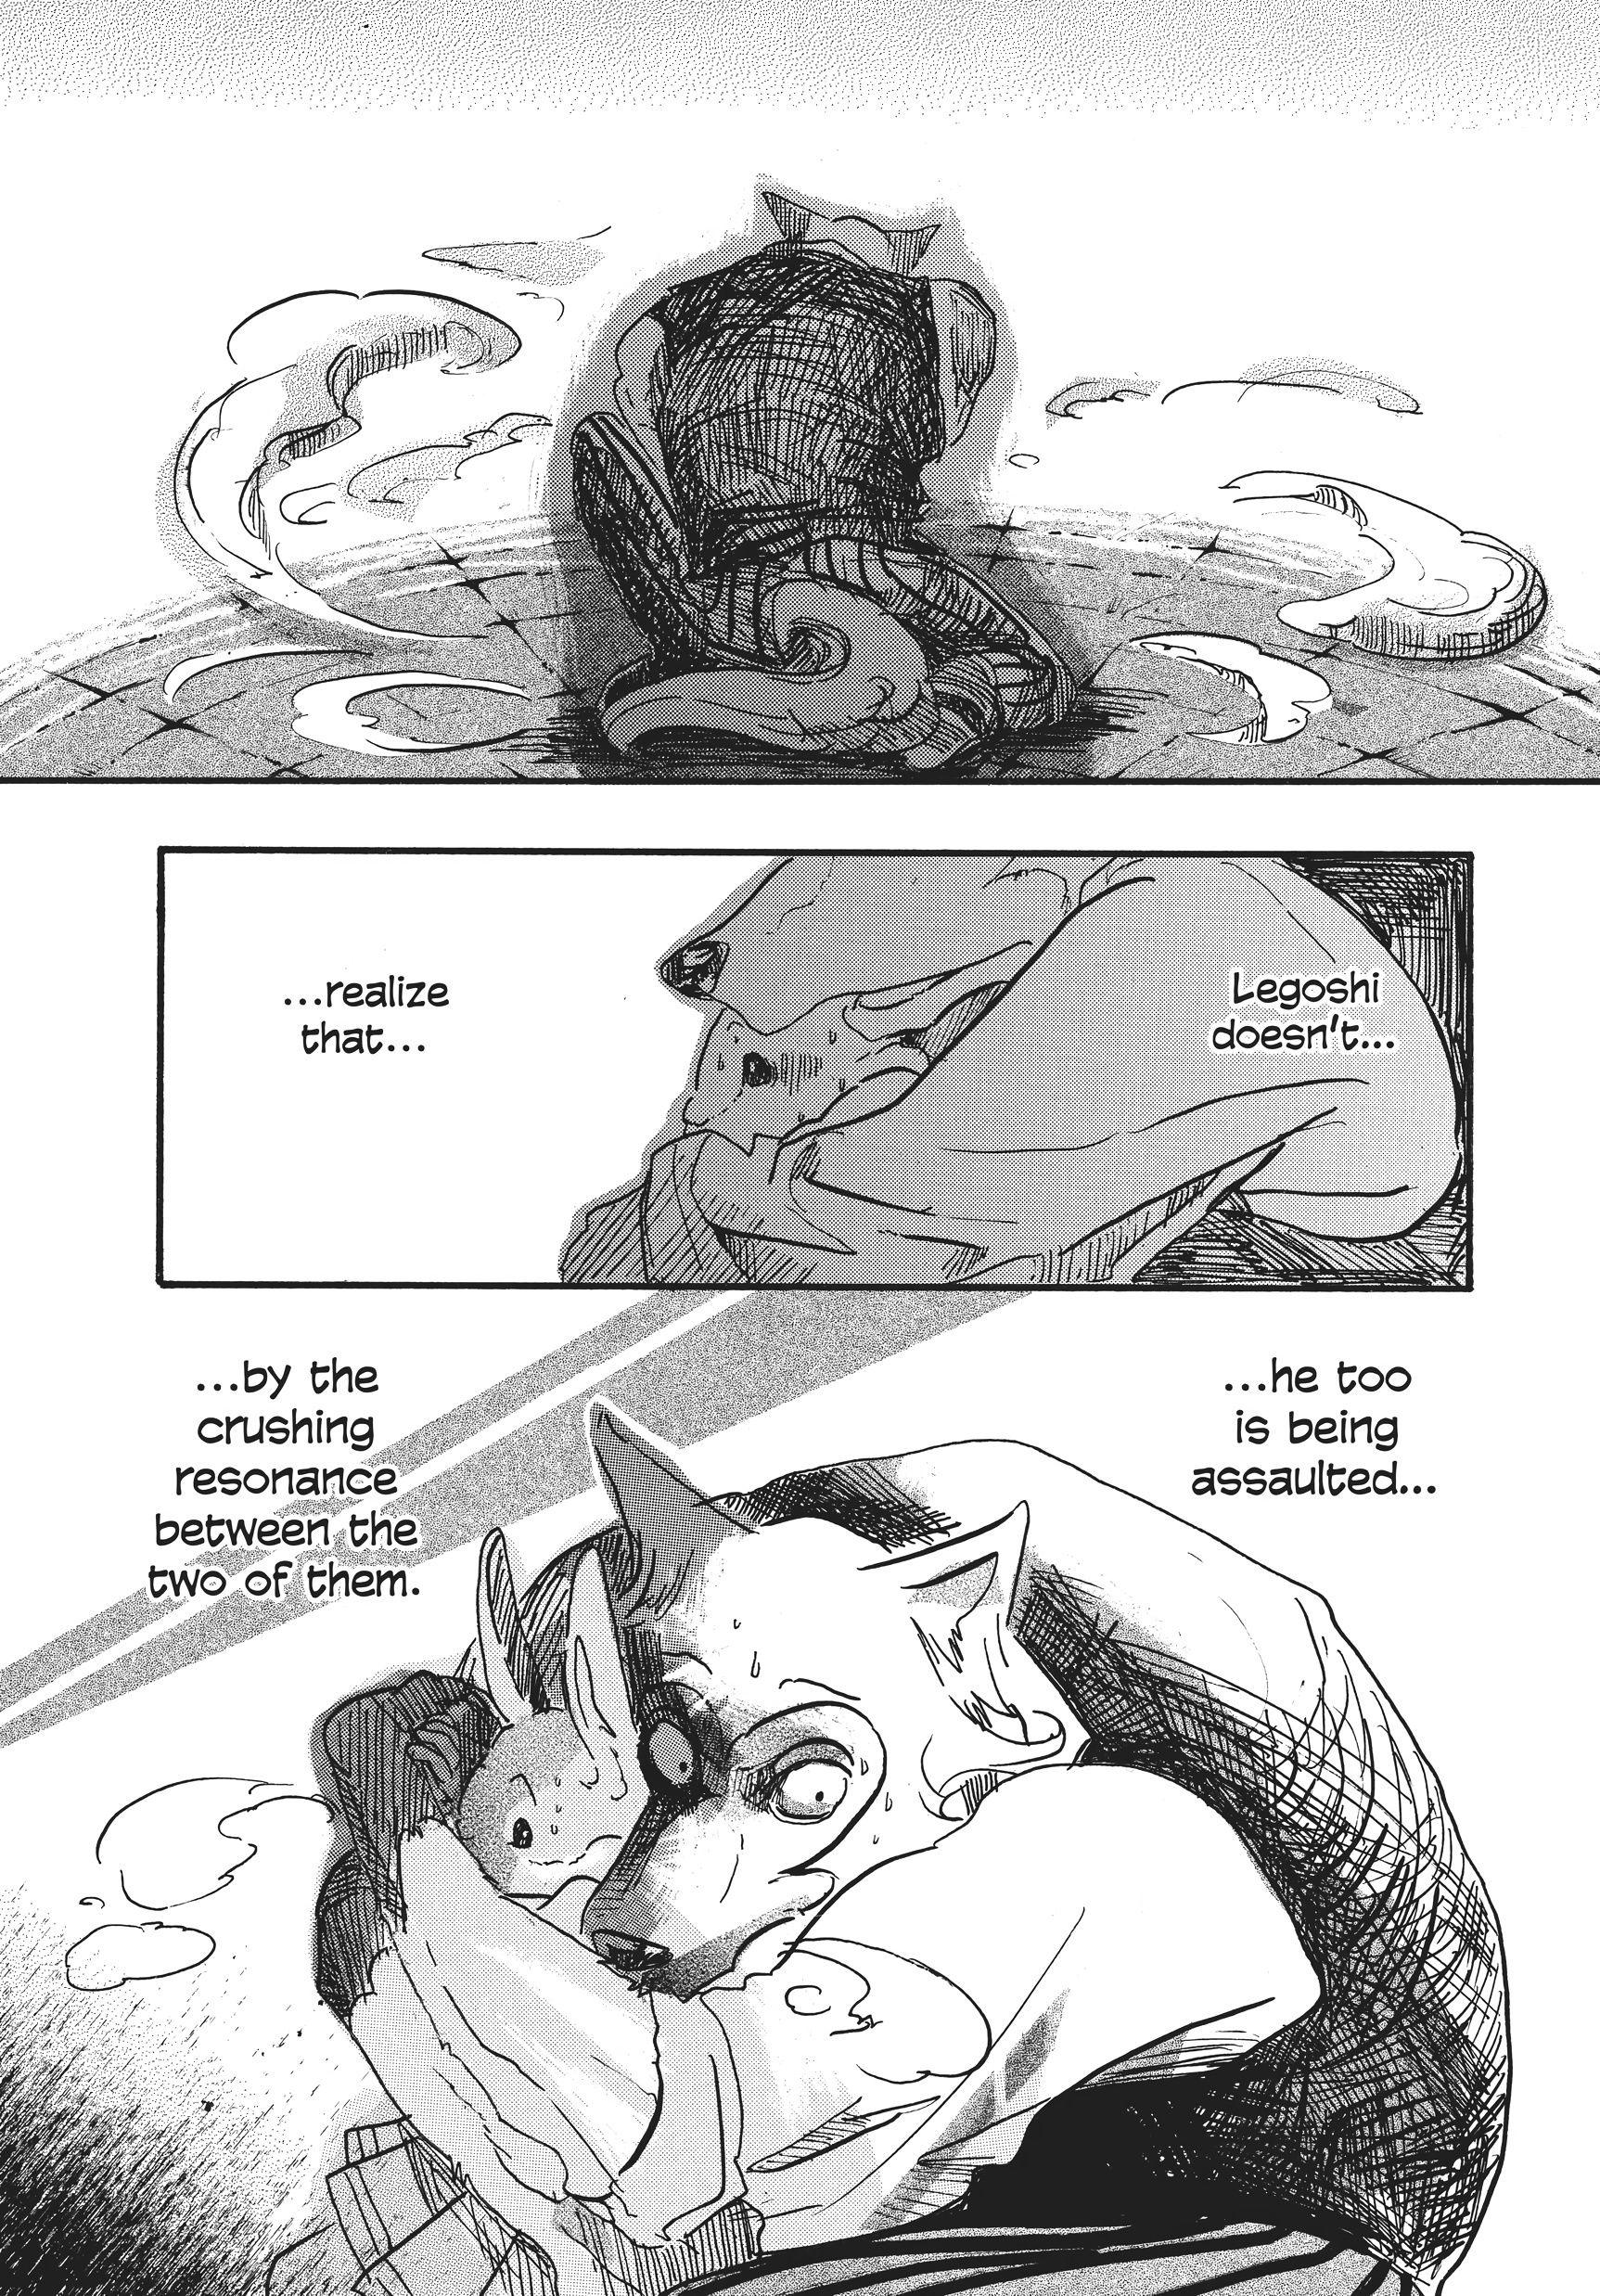 Legoshi
doesn't...
...realize
that...
...he too
is being
assaulted...
...by the
crushing
resonance
between the
two of them.